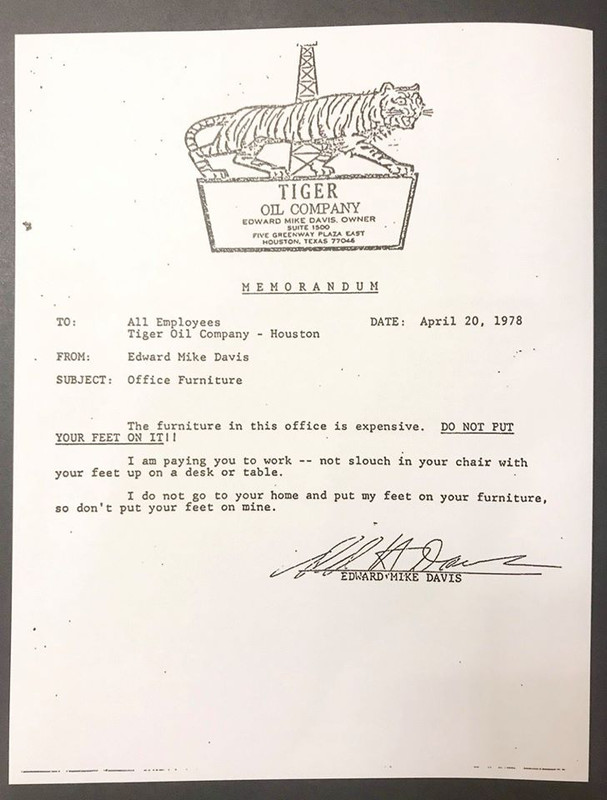 TIGER
OIL COMPANY
EDWARD MIKE DAVIS, OWNER
SUITE 1500
FIVE GREENWAY PLAZA EAST
HOUSTON, TEXAS 77046
MEMORANDUM
TO: All Employees DATE: April 20, 1978
Tiger Oil Company - Houston
FROM: Edward Mike Davis
SUBJECT: Office Furniture
The furniture in this office is expensive. DO NOT PUT
YOUR FEET ON IT!!
I am paying you to work -- not slouch in your chair with
your feet up on a desk or table.
I do not go to your home and put my feet on your furniture,
so don't put your feet on mine.
EDWARD MIKE DAVIS